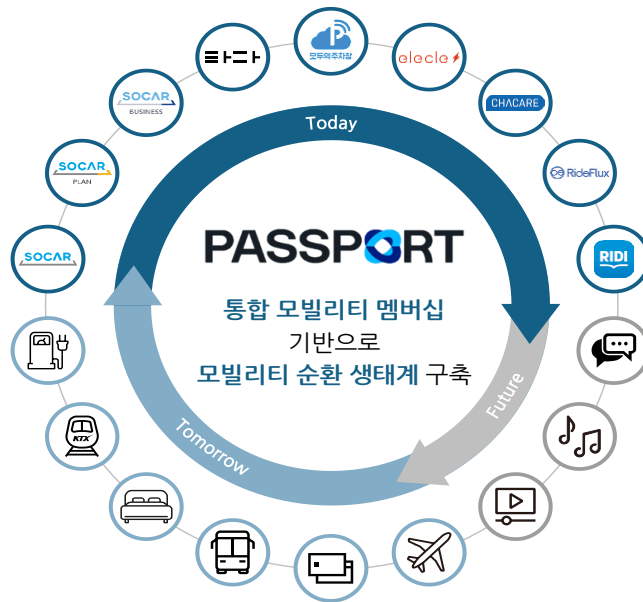 Today
모두의주차장
elecle
CHACARE
RideFlux
RIDI
타다
SOCAR
BUSINESS
SOCAR
PLAN
SOCAR
PASSPORT
통합 모빌리티 멤버십
기반으로
모빌리티 순환 생태계 구축
Future
Tomorrow
KTX